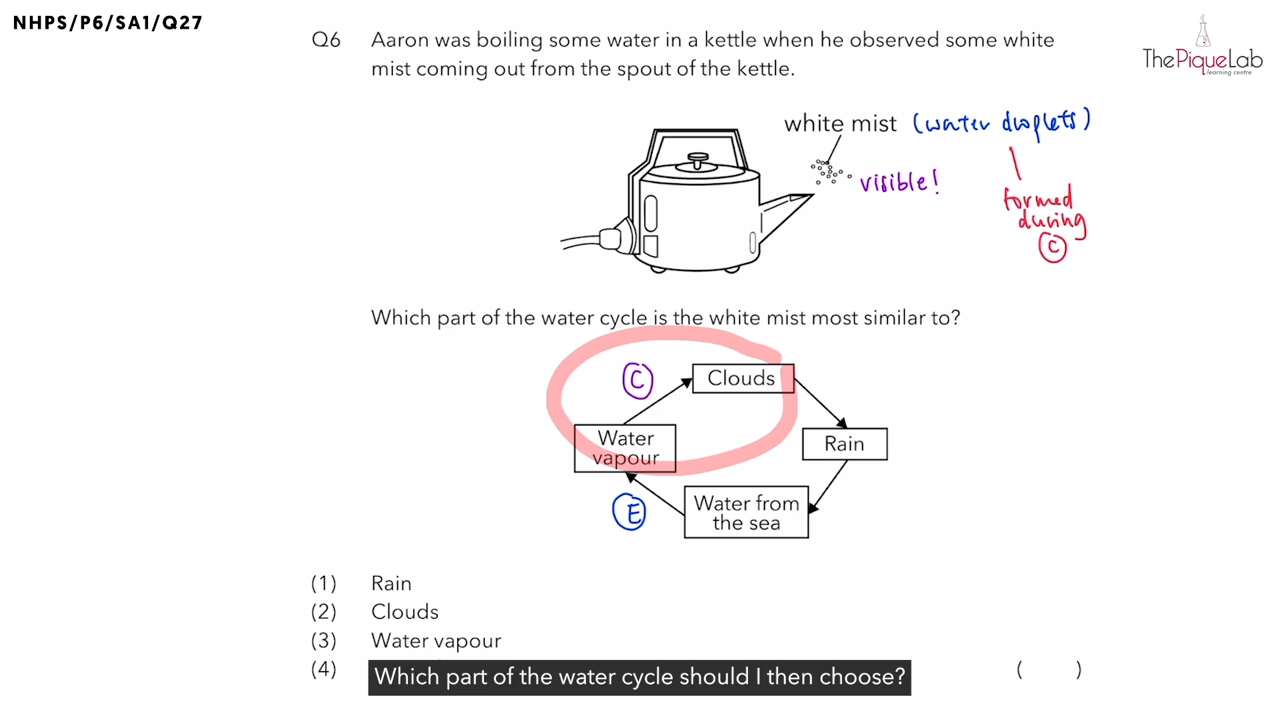 NHPS/P6/SA1/Q27
ThePiqueLab
learning centre
Q6 Aaron was boiling some water in a kettle when he observed some white
mist coming out from the spout of the kettle.
white mist (water droplets)
visible!
formed
during
C
Which part of the water cycle is the white mist most similar to?
C
Clouds
Water
vapour
Rain
E
Water from
the sea
(1) Rain
(2) Clouds
(3) Water vapour
(4) ( )
Which part of the water cycle should I then choose?